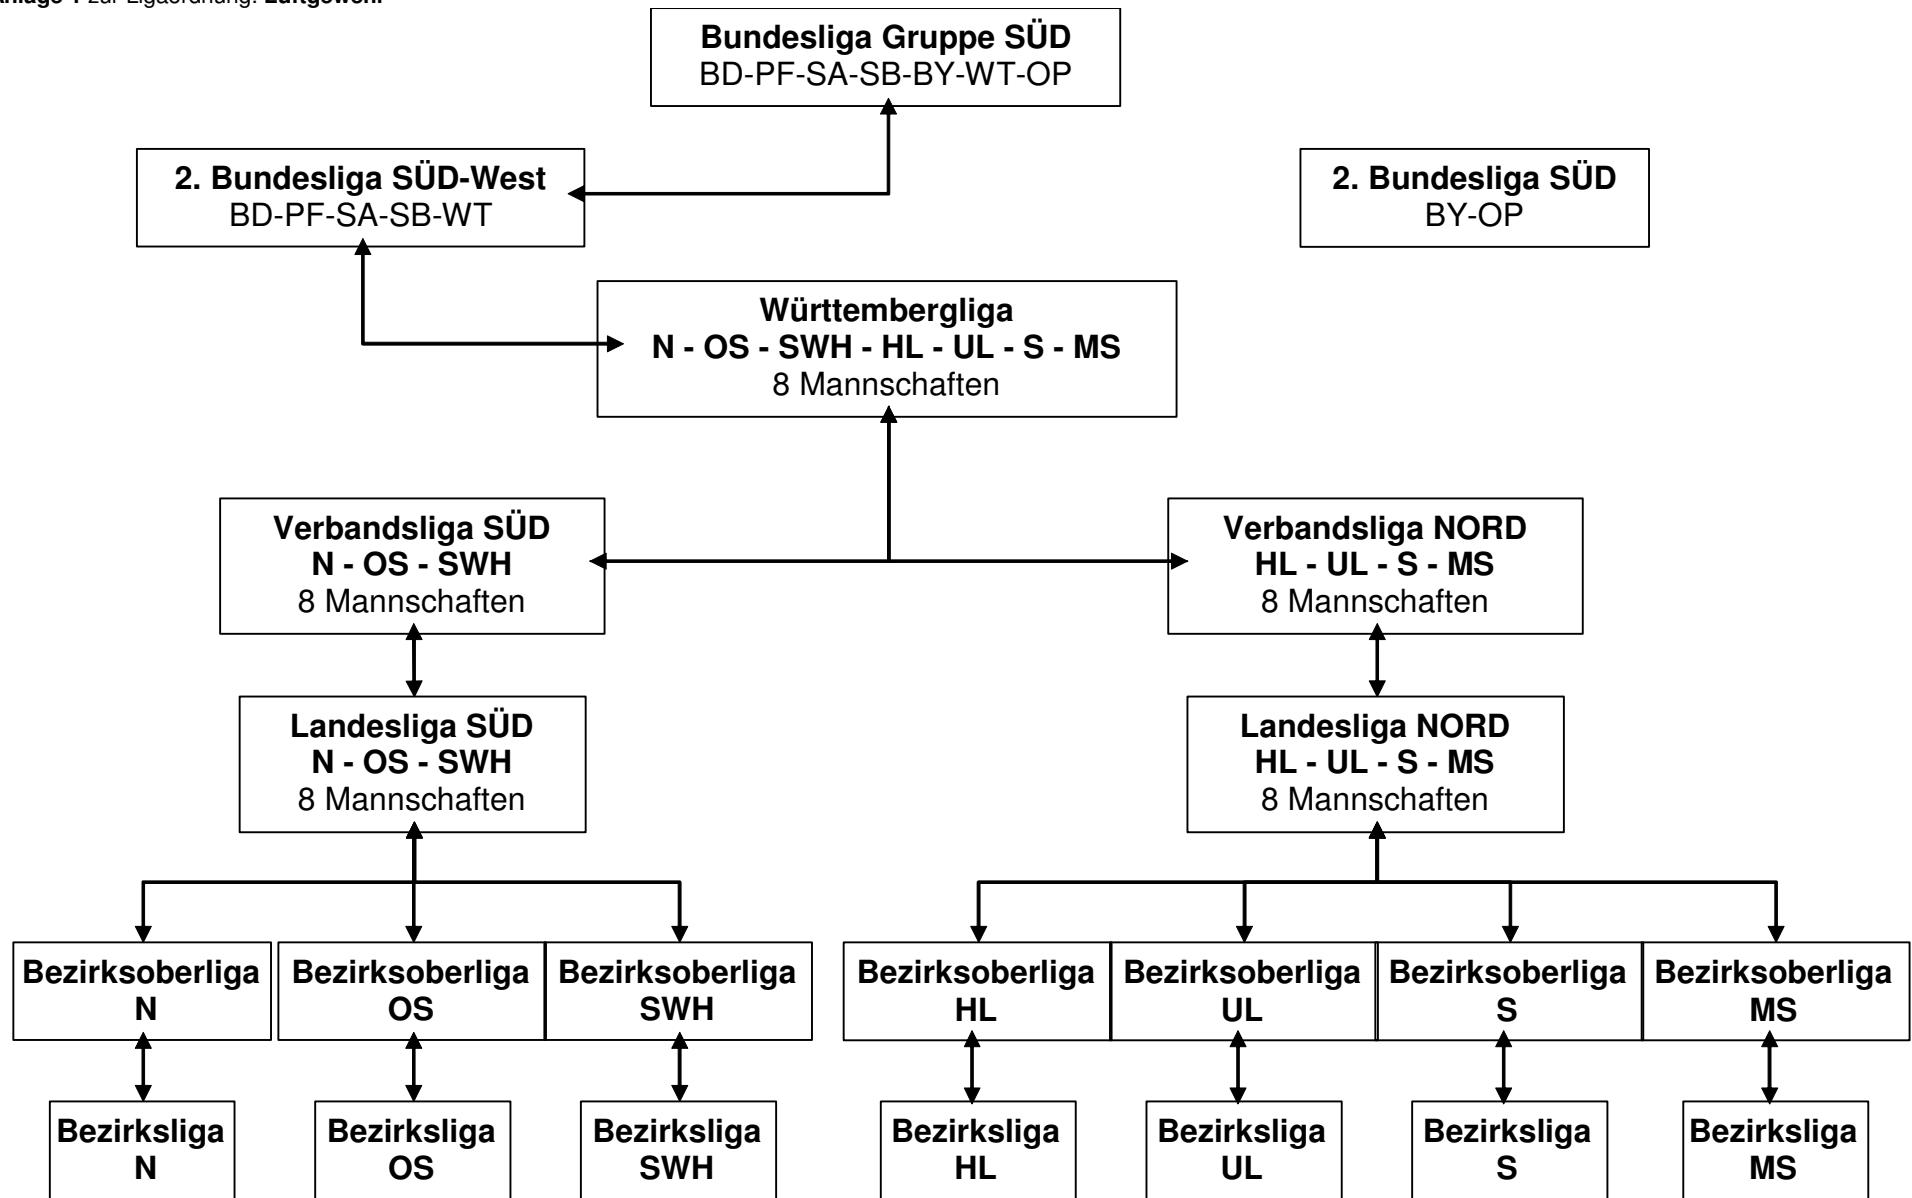 zur Ligaordnung:
Bundesliga Gruppe SÜD
BD-PF-SA-SB-BY-WT-OP
2. Bundesliga SÜD-West
BD-PF-SA-SB-WT
2. Bundesliga SÜD
BY-OP
Württembergliga
N - OS - SWH - HL - UL - S - MS
8 Mannschaften
Verbandsliga SÜD
N - OS - SWH
8 Mannschaften
Verbandsliga NORD
HL - UL - S - MS
8 Mannschaften
Landesliga SÜD
N - OS - SWH
8 Mannschaften
Landesliga NORD
HL - UL - S - MS
8 Mannschaften
Bezirksoberliga
N
Bezirksoberliga
OS
Bezirksoberliga
SWH
Bezirksoberliga
HL
Bezirksoberliga
UL
Bezirksoberliga
S
Bezirksoberliga
MS
Bezirksliga
N
Bezirksliga
OS
Bezirksliga
SWH
Bezirksliga
HL
Bezirksliga
UL
Bezirksliga
S
Bezirksliga
MS